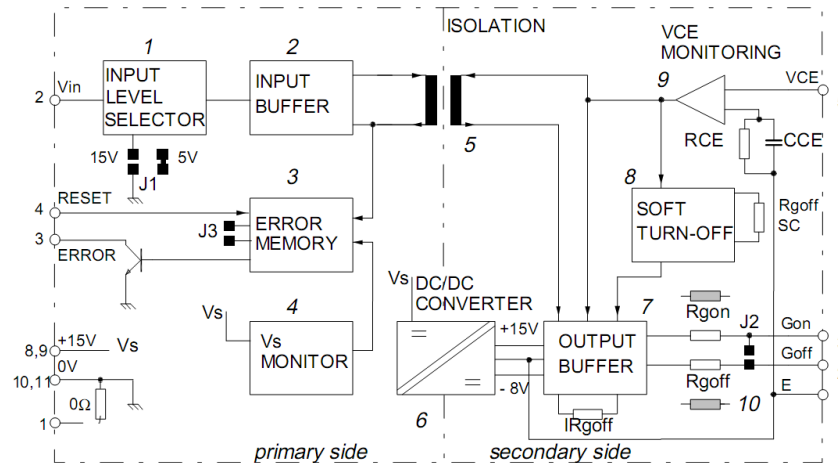 ISOLATION
VCE
MONITORING
1
2
9
INPUT
LEVEL
SELECTOR
INPUT
BUFFER
2
Vin
VCE
5
RCE
CCE
15V
5V
J1
3
8
4
RESET
ERROR
MEMORY
J3
SOFT
TURN-OFF
Rgoff
SC
3
ERROR
4
Vs
DC/DC
CONVERTER
7
Rgon
J2
Gon
Vs
Vs
MONITOR
+15V
OUTPUT
BUFFER
Goff
8,9
+15V
Vs
0V
10,11
- 8V
Rgoff
E
0Ω
6
IRgoff
10
1
primary side
secondary side